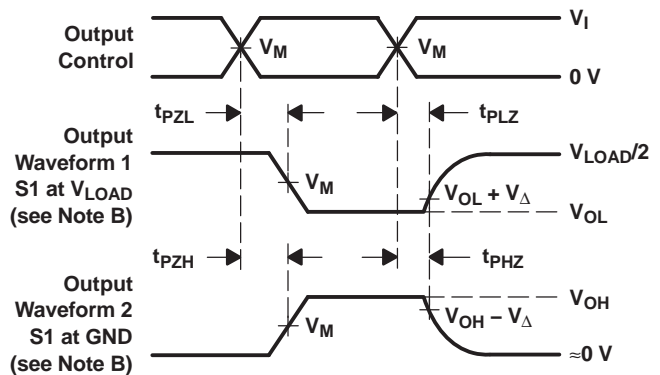 Output
Control
V_M
V_M
V_I
0 V
t_PZL
t_PLZ
Output
Waveform 1
S1 at V_LOAD
(see Note B)
V_M
V_OL + V_Δ
V_LOAD/2
V_OL
t_PZH
t_PHZ
Output
Waveform 2
S1 at GND
(see Note B)
V_M
V_OH − V_Δ
V_OH
≈0 V